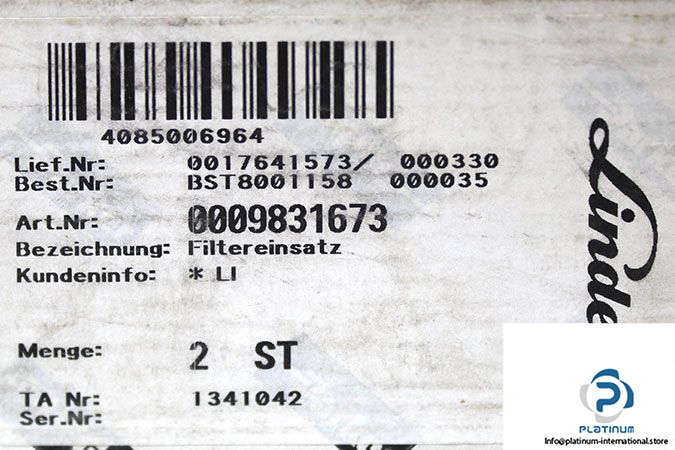 4085006964
Lief.Nr: 0017641573/ 000330
Best.Nr: BST8001158 000035
Art.Nr: 0009831673
Bezeichnung: Filtereinsatz
Kundeninfo: * LI
Menge: 2 ST
TA Nr: 1341042
Ser.Nr:
Linde
PLATINUM
Info@platinum-international.store